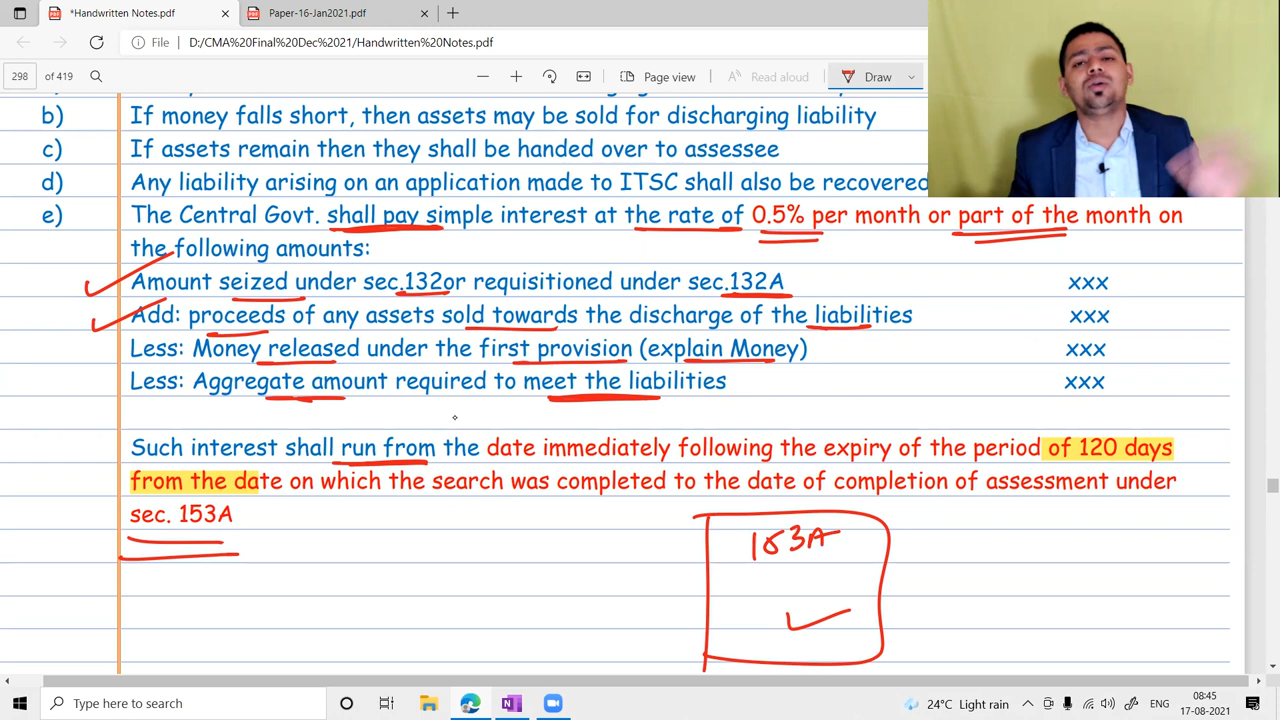 *Handwritten Notes.pdf
Paper-16-Jan2021.pdf
File D:/CMA%20Final%20Dec%2021/Handwritten%20Notes.pdf
298 of 419 Page view Read aloud Draw
b) If money falls short, then assets may be sold for discharging liability
c) If assets remain then they shall be handed over to assessee
d) Any liability arising on an application made to ITSC shall also be recovered
e) The Central Govt. shall pay simple interest at the rate of 0.5% per month or part of the month on
the following amounts:
Amount seized under sec.132or requisitioned under sec.132A xxx
Add: proceeds of any assets sold towards the discharge of the liabilities xxx
Less: Money released under the first provision (explain Money) xxx
Less: Aggregate amount required to meet the liabilities xxx
Such interest shall run from the date immediately following the expiry of the period of 120 days
from the date on which the search was completed to the date of completion of assessment under
sec. 153A
153A
Type here to search
24°C Light rain
ENG
08:45
17-08-2021